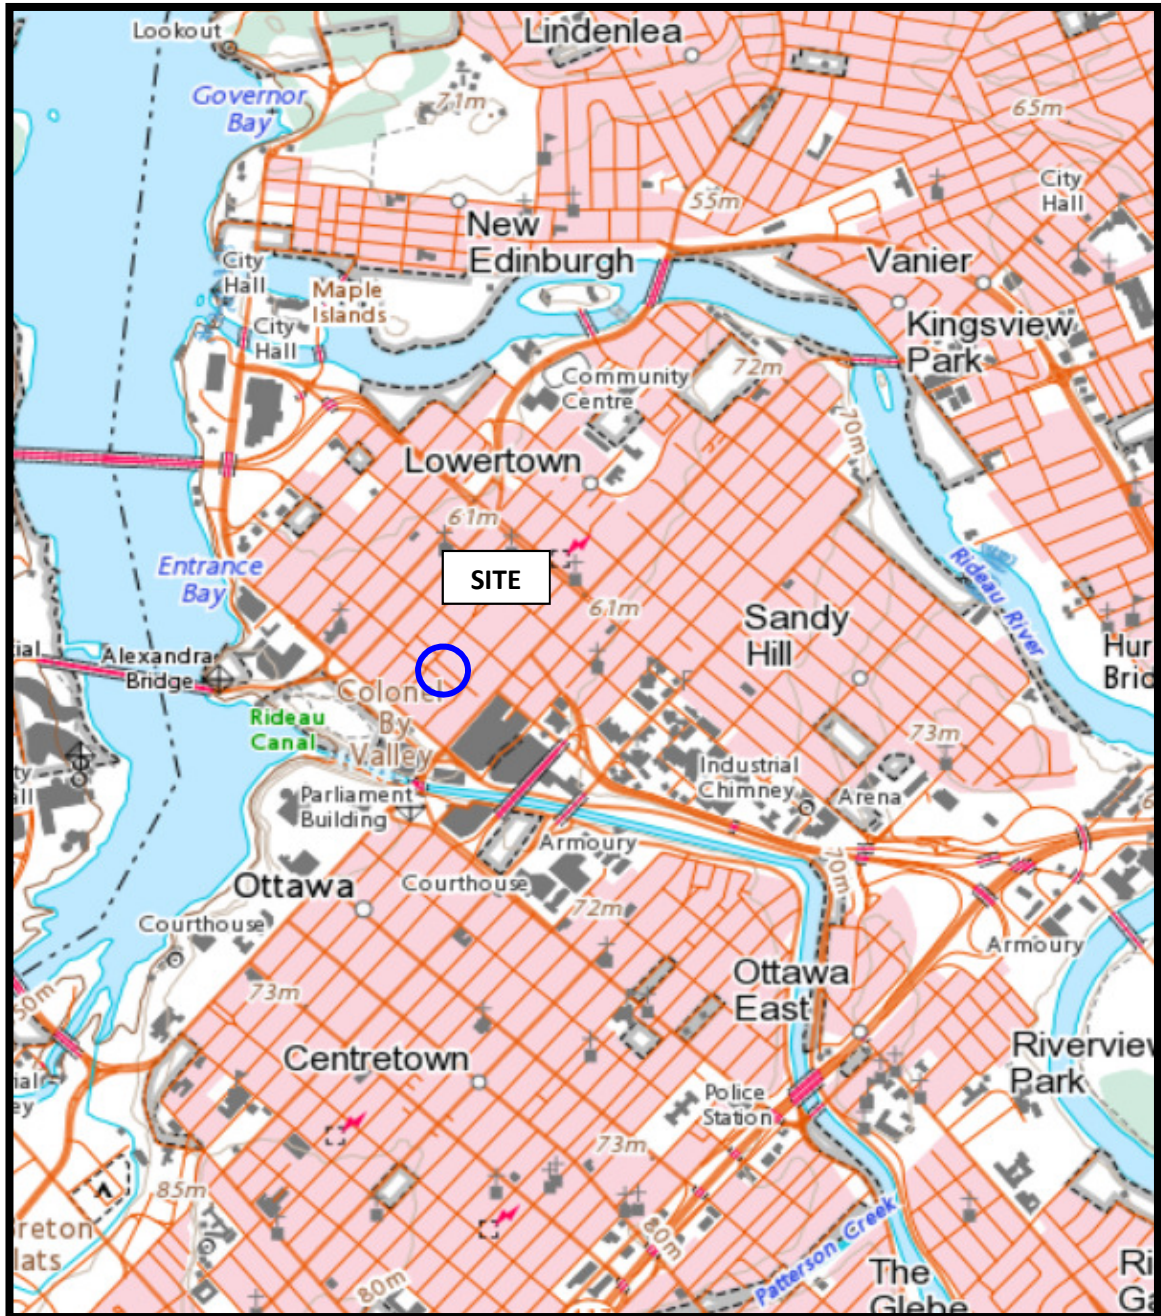 Lookout
Lindenlea
Governor
Bay
71m
65m
City
Hall
55m
New
Edinburgh
City
Hall
Maple
Islands
Vanier
City
Hall
Kingsview
Park
Community
Centre
72m
70m
Lowertown
61m
Entrance
Bay
SITE
61m
Rideau River
Sandy
Hill
Alexandra
Bridge
Colonel
By
Valley
Rideau
Canal
Hur
Brid
73m
Industrial
Chimney
Arena
Parliament
Building
Armoury
70m
Courthouse
Ottawa
72m
Courthouse
Armoury
Ottawa
East
73m
50m
Centretown
Riverview
Park
Police
Station
73m
85m
80m
Patterson Creek
80m
The
Glebe